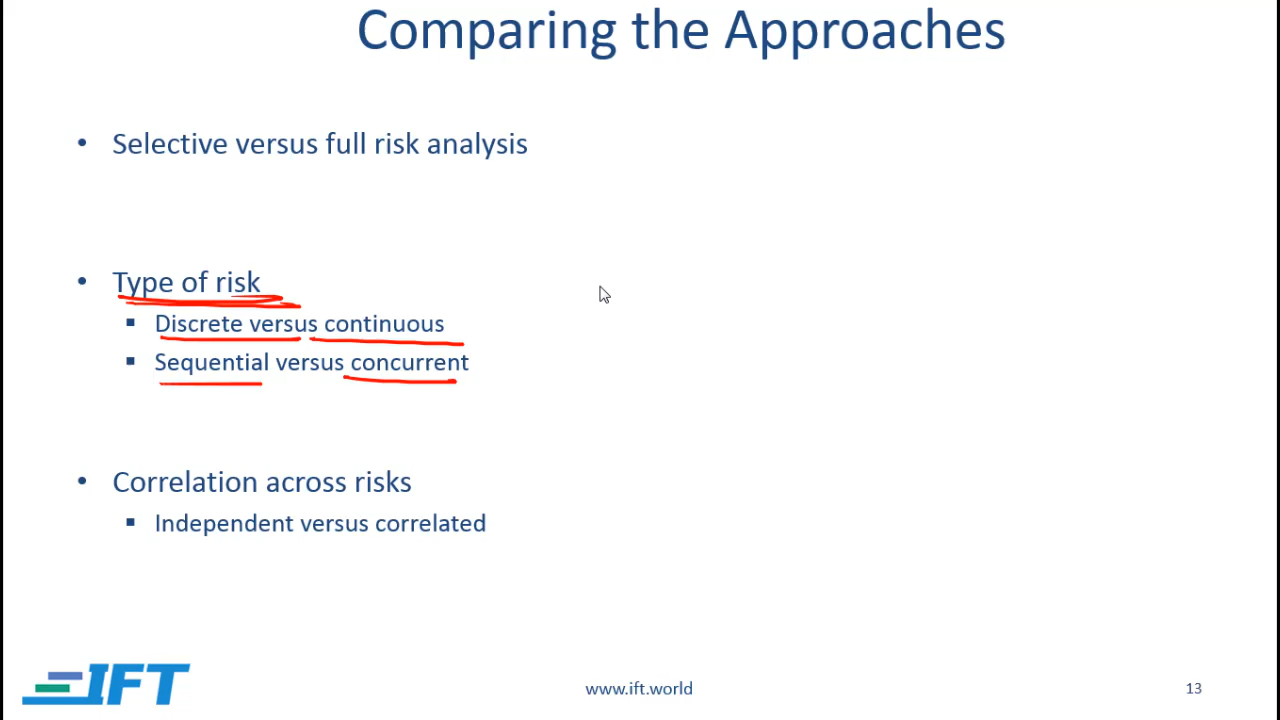 Comparing the Approaches
• Selective versus full risk analysis
• Type of risk
▪ Discrete versus continuous
▪ Sequential versus concurrent
• Correlation across risks
▪ Independent versus correlated
IFT
www.ift.world
13